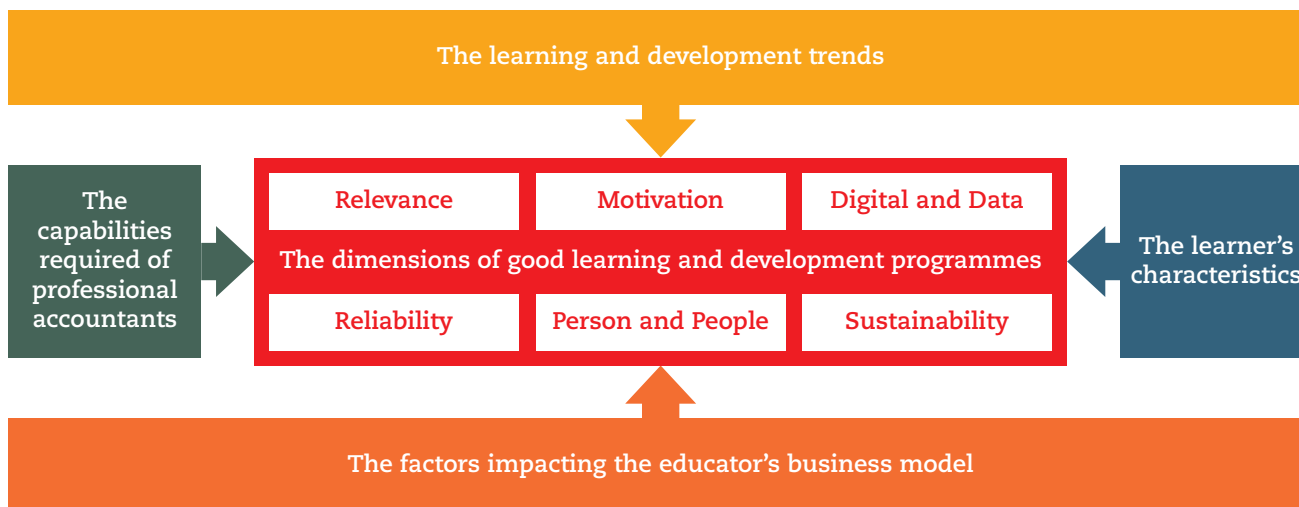 The learning and development trends
The
capabilities
required of
professional
accountants
Relevance
Motivation
Digital and Data
The dimensions of good learning and development programmes
Reliability
Person and People
Sustainability
The learner’s
characteristics
The factors impacting the educator’s business model